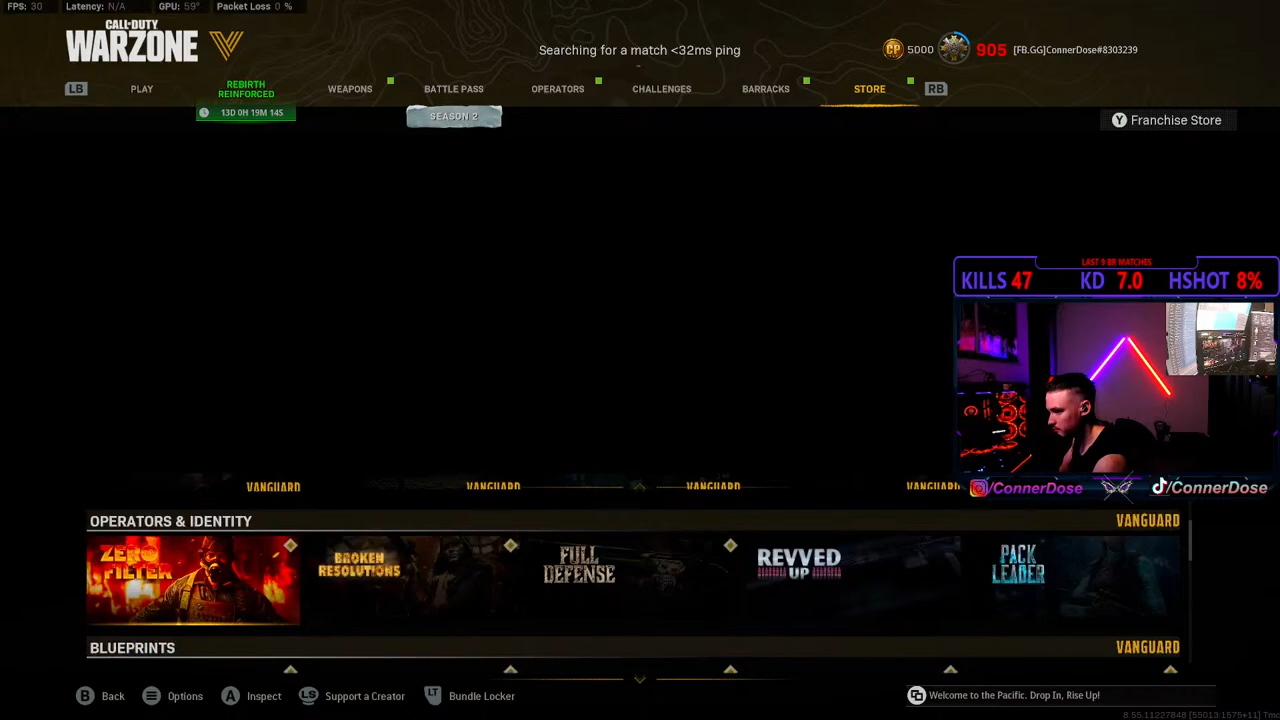 FPS: 30 Latency: N/A GPU: 59° Packet Loss 0 %
CALL·DUTY
WARZONE
Searching for a match <32ms ping
CP 5000 905 [FB.GG]ConnerDose#8303239
LB PLAY REBIRTH REINFORCED WEAPONS BATTLE PASS OPERATORS CHALLENGES BARRACKS STORE RB
13D 0H 19M 14S
SEASON 2
Y Franchise Store
LAST 9 BR MATCHES
KILLS 47 KD 7.0 HSHOT 8%
VANGUARD VANGUARD VANGUARD VANGUARD
/ConnerDose /ConnerDose
OPERATORS & IDENTITY VANGUARD
ZERO FILTER
BROKEN RESOLUTIONS
FULL DEFENSE
REVVED UP
PACK LEADER
BLUEPRINTS VANGUARD
B Back Options A Inspect LS Support a Creator LT Bundle Locker
Welcome to the Pacific. Drop In, Rise Up!